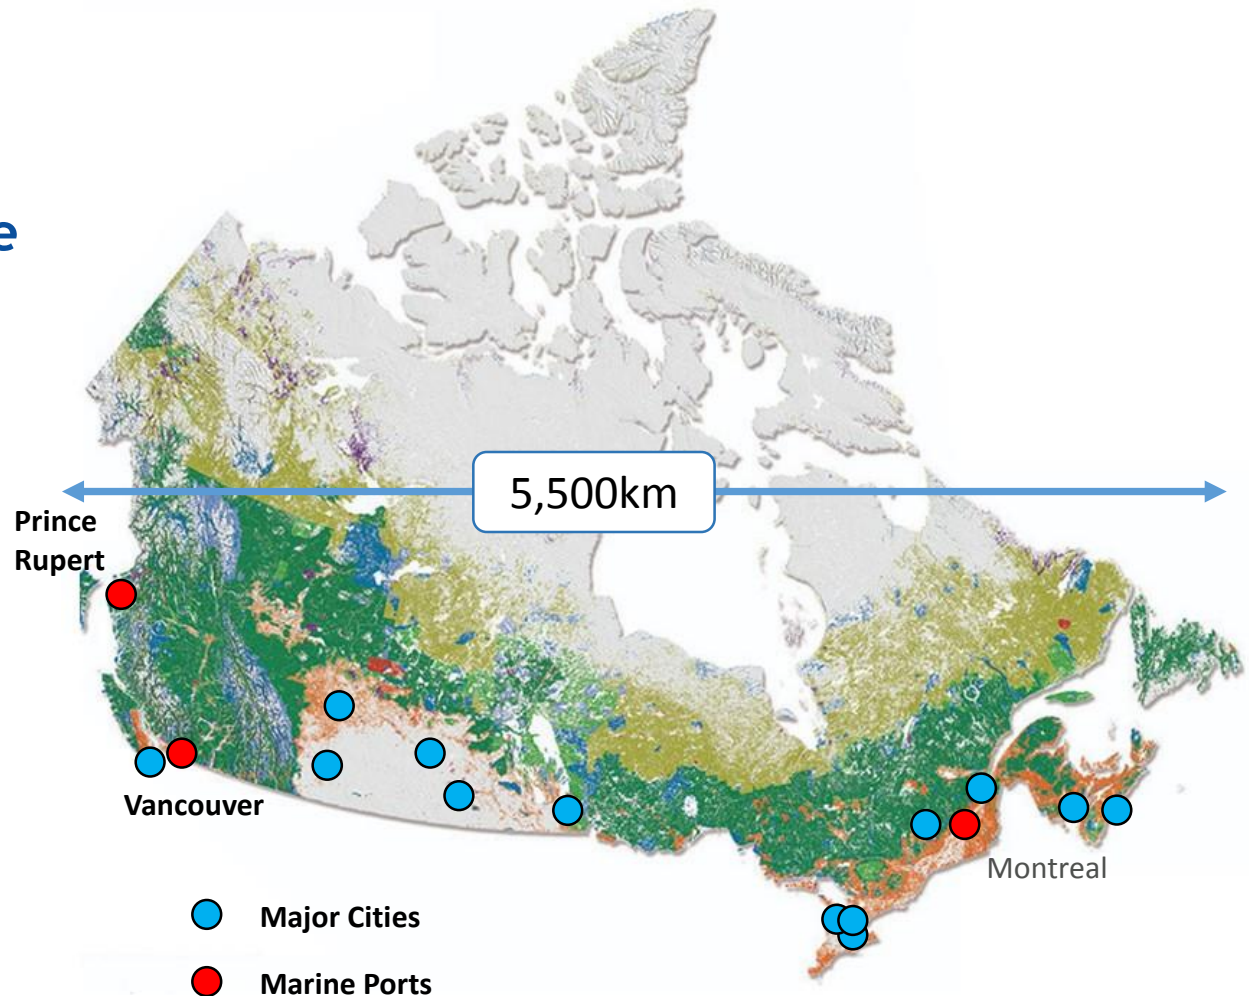 e
5,500km
Prince
Rupert
Vancouver
Montreal
Major Cities
Marine Ports